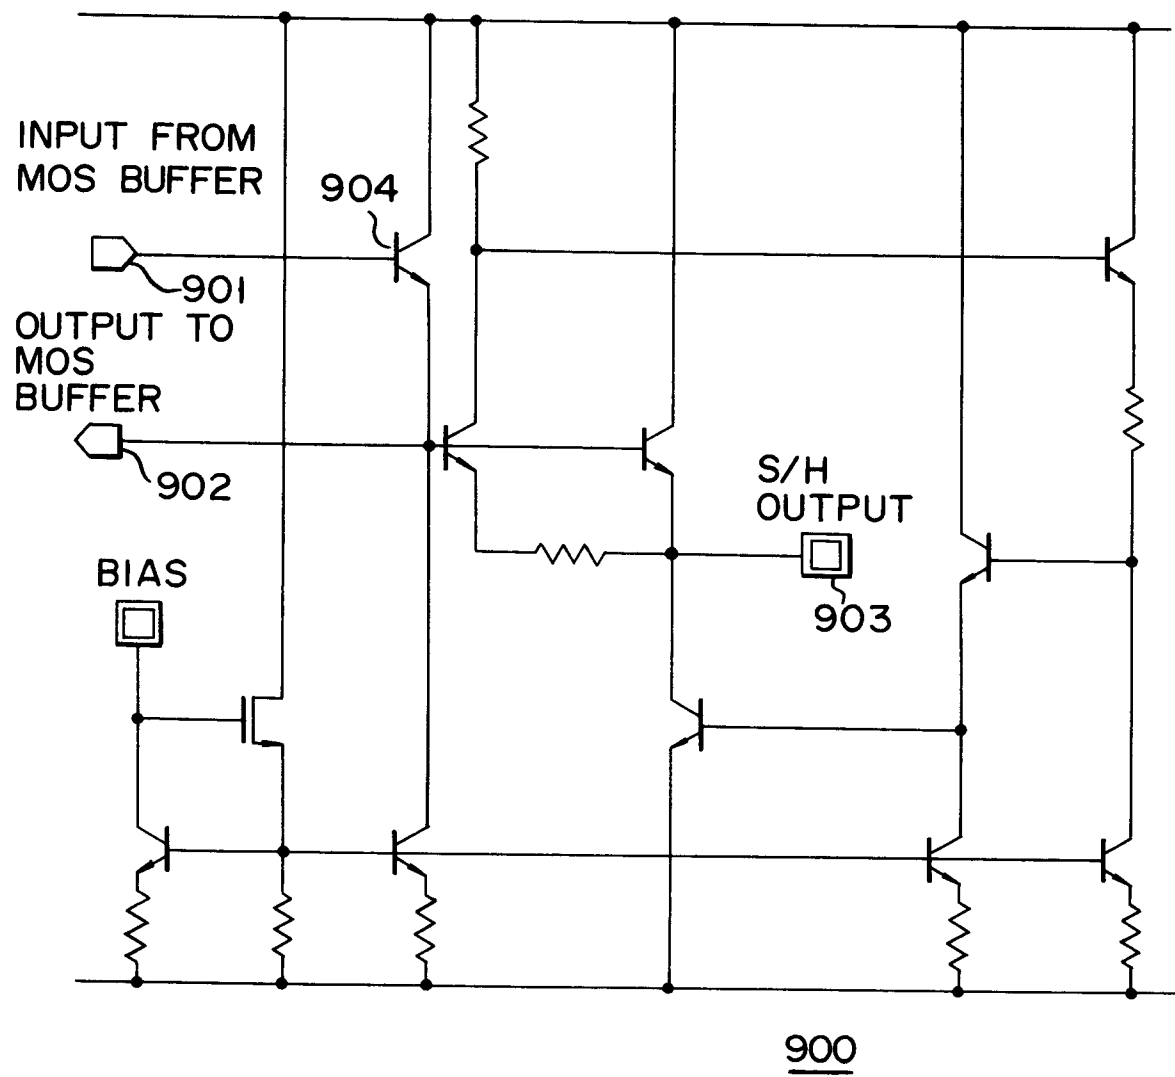 INPUT FROM
MOS BUFFER
904
901
OUTPUT TO
MOS
BUFFER
902
S/H
OUTPUT
903
BIAS
900